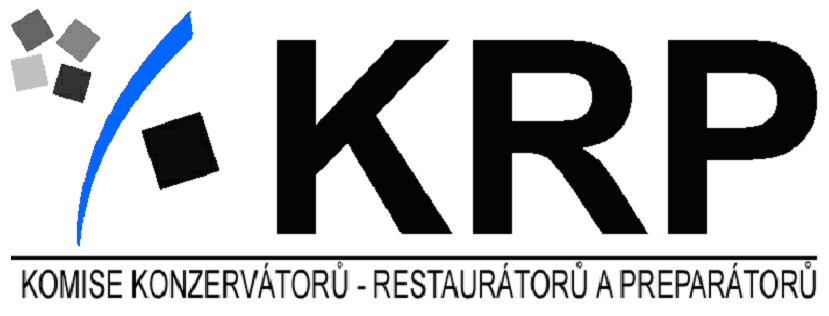 KRP
KOMISE KONZERVÁTORŮ - RESTAURÁTORŮ A PREPARÁTORŮ